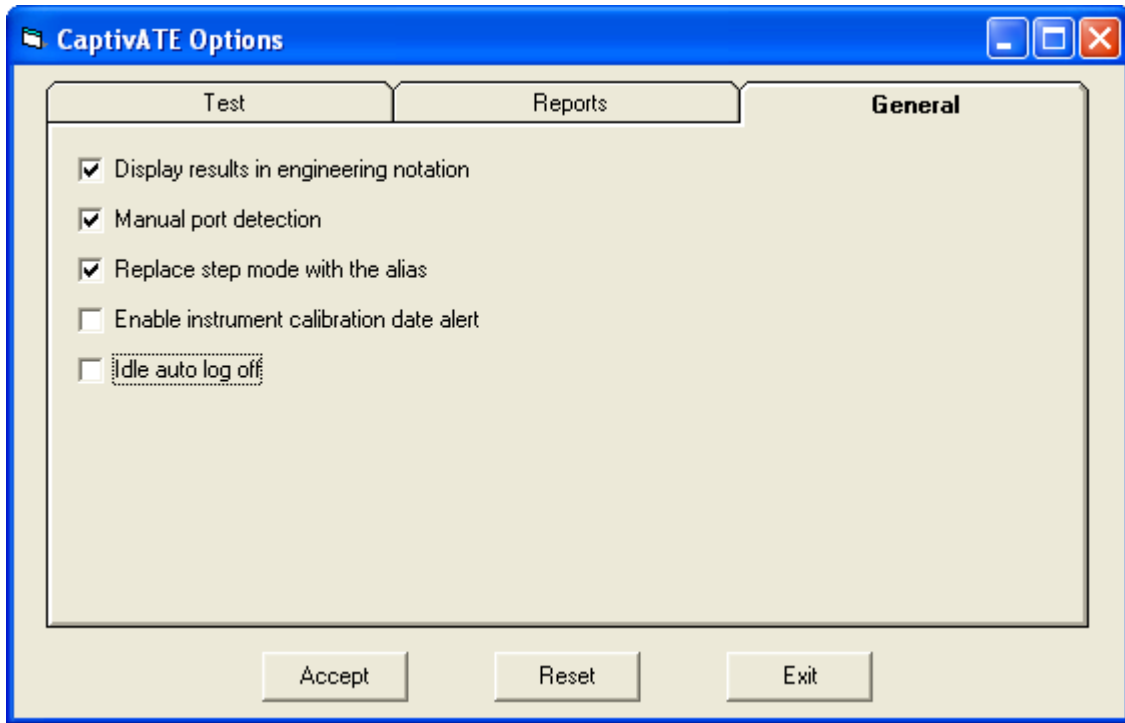 CaptivATE Options
Test Reports General
Display results in engineering notation
Manual port detection
Replace step mode with the alias
Enable instrument calibration date alert
Idle auto log off
Accept Reset Exit